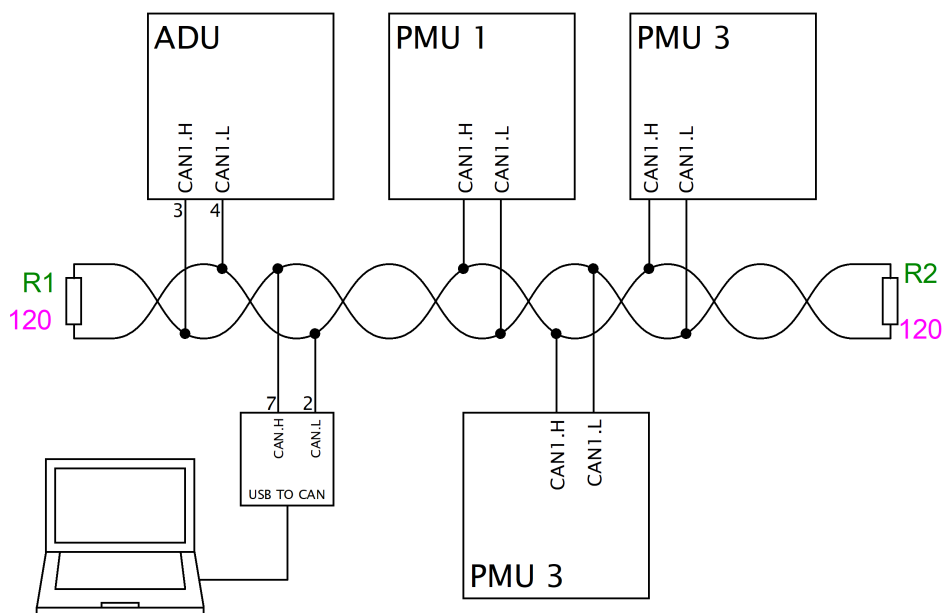 ADU
CAN1.H
CAN1.L
3
4
PMU 1
CAN1.H
CAN1.L
PMU 3
CAN1.H
CAN1.L
R1
120
R2
120
7
2
CAN.H
CAN.L
USB TO CAN
CAN1.H
CAN1.L
PMU 3